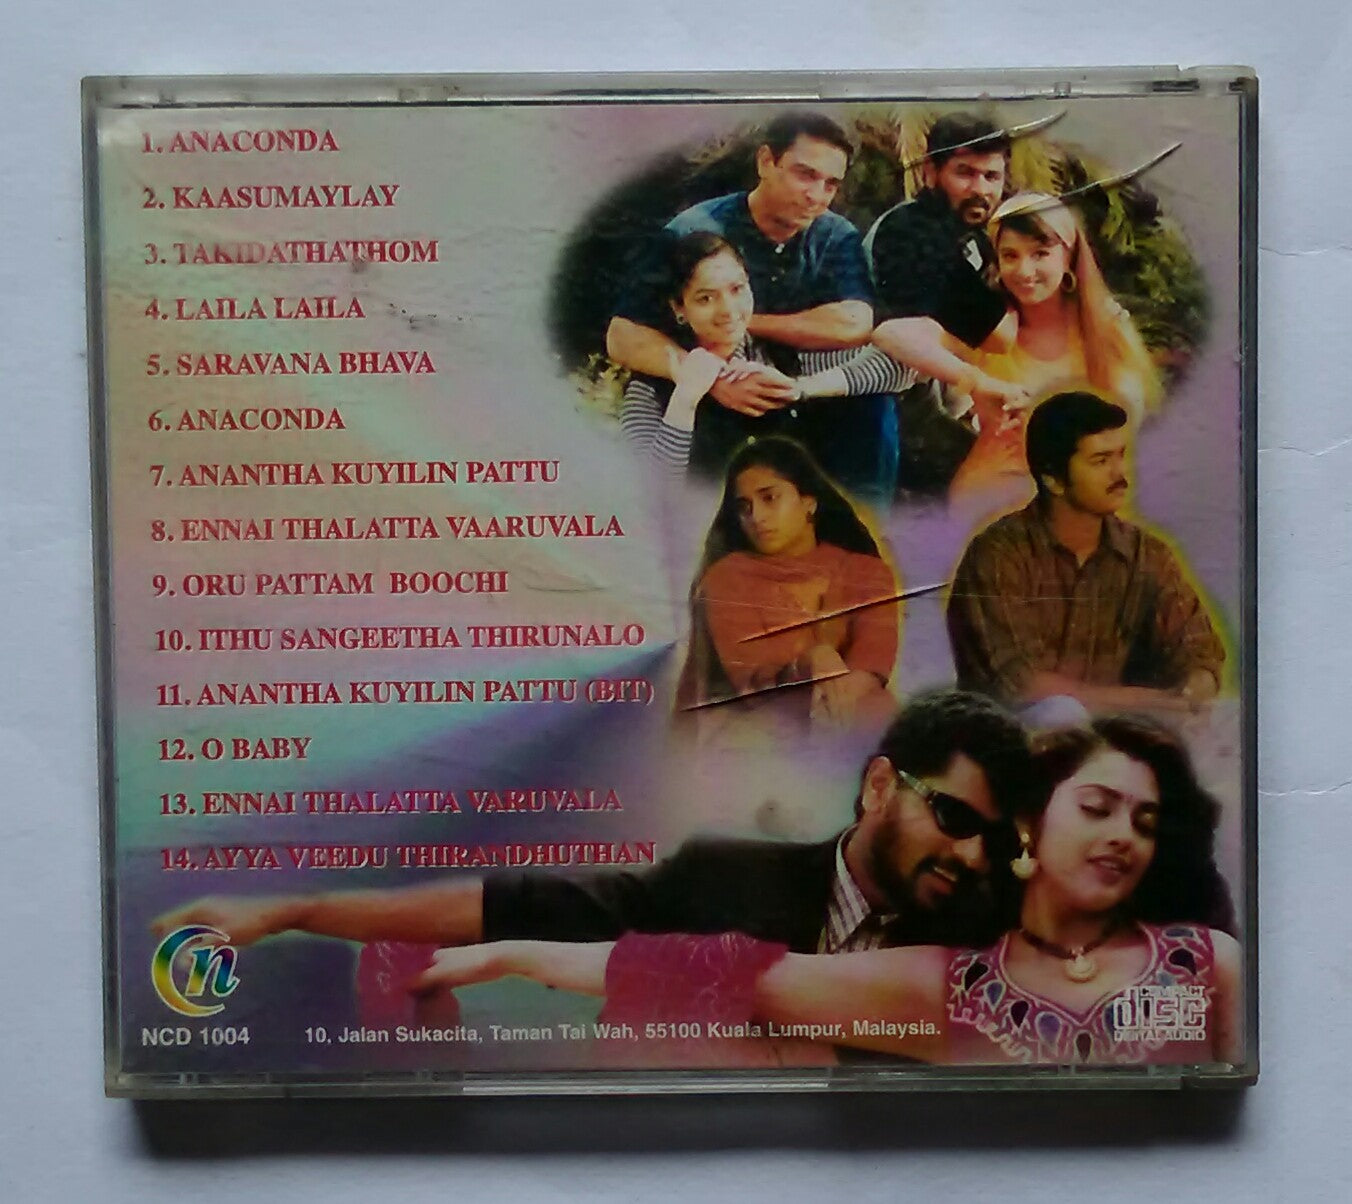 1. ANACONDA
2. KAASUMAYLAY
3. TAKIDATHATHOM
4. LAILA LAILA
5. SARAVANA BHAVA
6. ANACONDA
7. ANANTHA KUYILIN PATTU
8. ENNAI THALATTA VAARUVALA
9. ORU PATTAM BOOCHI
10. ITHU SANGEETHA THIRUNALO
11. ANANTHA KUYILIN PATTU (BIT)
12. O BABY
13. ENNAI THALATTA VARUVALA
14. AYYA VEEDU THIRANDHUTHAN
Cn
NCD 1004
10, Jalan Sukacita, Taman Tai Wah, 55100 Kuala Lumpur, Malaysia.
COMPACT
disc
DIGITAL AUDIO